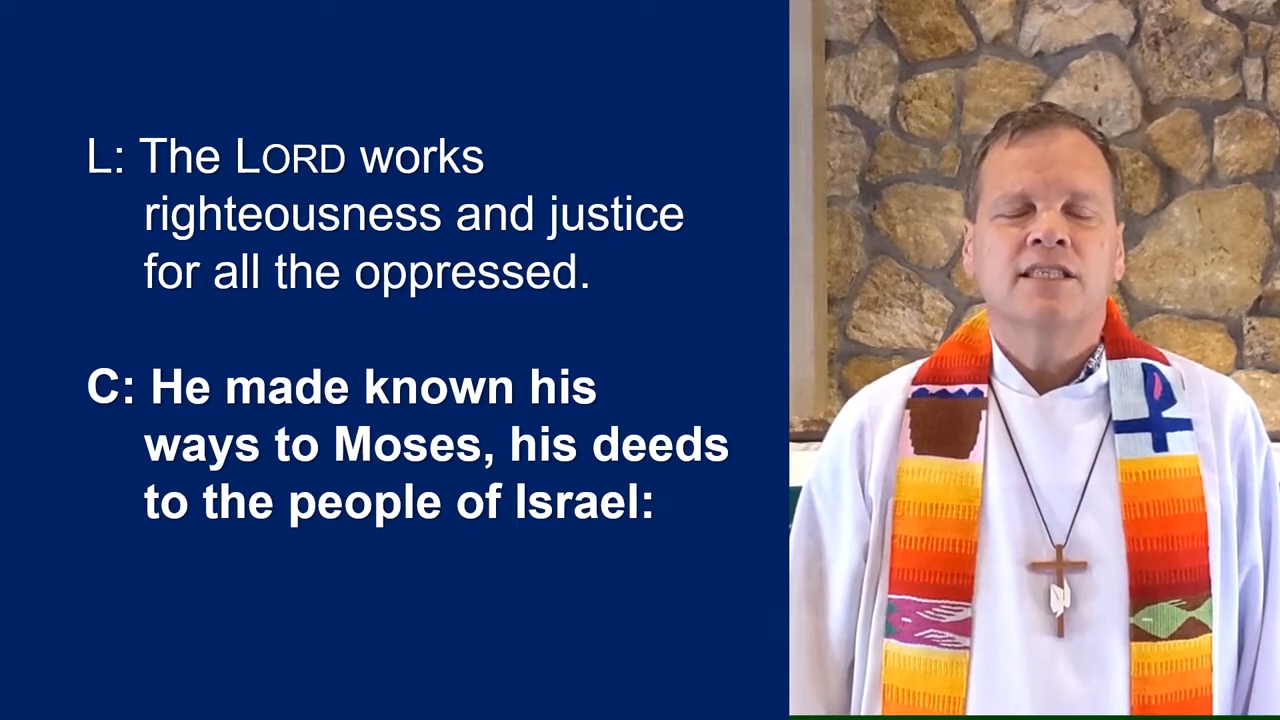 L: The LORD works
righteousness and justice
for all the oppressed.
C: He made known his
ways to Moses, his deeds
to the people of Israel: